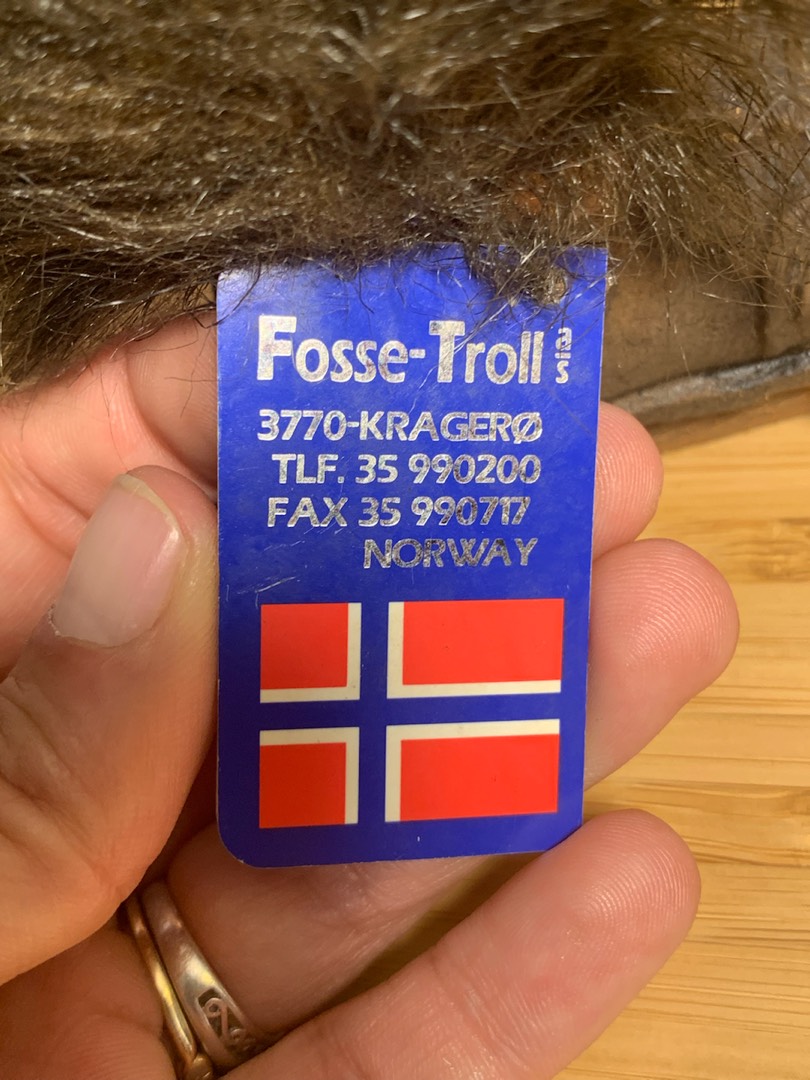 Fosse-Troll a/s
3770-KRAGERØ
TLF. 35 990200
FAX 35 990717
NORWAY